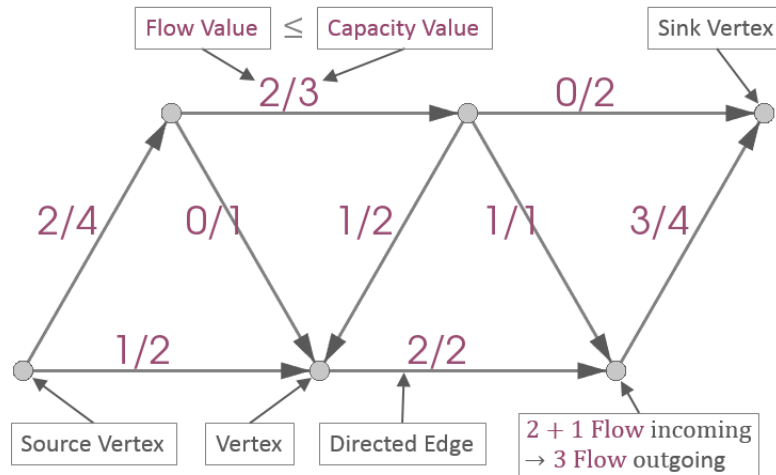 Flow Value ≤ Capacity Value
Sink Vertex
2/3
0/2
2/4
0/1
1/2
1/1
3/4
1/2
2/2
Source Vertex
Vertex
Directed Edge
2 + 1 Flow incoming
→ 3 Flow outgoing